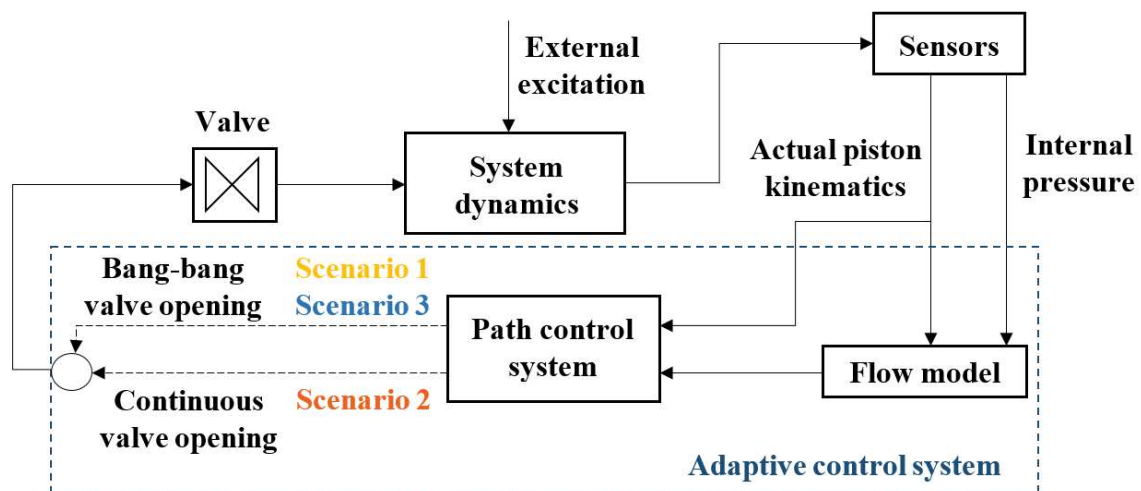 External
excitation
Sensors
Valve
System
dynamics
Actual piston
kinematics
Internal
pressure
Bang-bang
valve opening
Scenario 1
Scenario 3
Path control
system
Flow model
Continuous
valve opening
Scenario 2
Adaptive control system